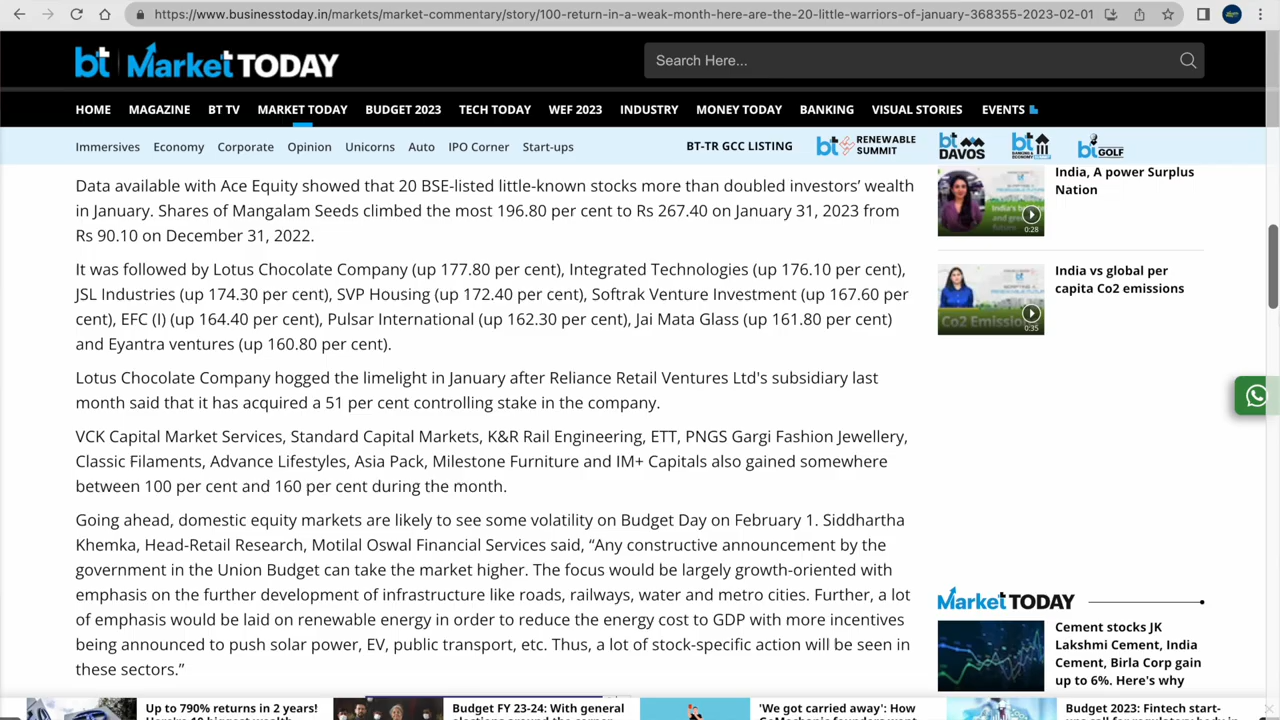 https://www.businesstoday.in/markets/market-commentary/story/100-return-in-a-weak-month-here-are-the-20-little-warriors-of-january-368355-2023-02-01
bt Market TODAY
Search Here...
HOME MAGAZINE BT TV MARKET TODAY BUDGET 2023 TECH TODAY WEF 2023 INDUSTRY MONEY TODAY BANKING VISUAL STORIES EVENTS
Immersives Economy Corporate Opinion Unicorns Auto IPO Corner Start-ups
BT-TR GCC LISTING
bt RENEWABLE
SUMMIT
bt
DAVOS
bt
bt GOLF
Data available with Ace Equity showed that 20 BSE-listed little-known stocks more than doubled investors’ wealth
in January. Shares of Mangalam Seeds climbed the most 196.80 per cent to Rs 267.40 on January 31, 2023 from
Rs 90.10 on December 31, 2022.
It was followed by Lotus Chocolate Company (up 177.80 per cent), Integrated Technologies (up 176.10 per cent),
JSL Industries (up 174.30 per cent), SVP Housing (up 172.40 per cent), Softrak Venture Investment (up 167.60 per
cent), EFC (I) (up 164.40 per cent), Pulsar International (up 162.30 per cent), Jai Mata Glass (up 161.80 per cent)
and Eyantra ventures (up 160.80 per cent).
Lotus Chocolate Company hogged the limelight in January after Reliance Retail Ventures Ltd's subsidiary last
month said that it has acquired a 51 per cent controlling stake in the company.
VCK Capital Market Services, Standard Capital Markets, K&R Rail Engineering, ETT, PNGS Gargi Fashion Jewellery,
Classic Filaments, Advance Lifestyles, Asia Pack, Milestone Furniture and IM+ Capitals also gained somewhere
between 100 per cent and 160 per cent during the month.
Going ahead, domestic equity markets are likely to see some volatility on Budget Day on February 1. Siddhartha
Khemka, Head-Retail Research, Motilal Oswal Financial Services said, “Any constructive announcement by the
government in the Union Budget can take the market higher. The focus would be largely growth-oriented with
emphasis on the further development of infrastructure like roads, railways, water and metro cities. Further, a lot
of emphasis would be laid on renewable energy in order to reduce the energy cost to GDP with more incentives
being announced to push solar power, EV, public transport, etc. Thus, a lot of stock-specific action will be seen in
these sectors.”
India, A power Surplus
Nation
0:28
India vs global per
capita Co2 emissions
Co2 Emissio
0:35
Market TODAY
Cement stocks JK
Lakshmi Cement, India
Cement, Birla Corp gain
up to 6%. Here's why
Up to 790% returns in 2 years!
Budget FY 23-24: With general
'We got carried away': How
Budget 2023: Fintech start-